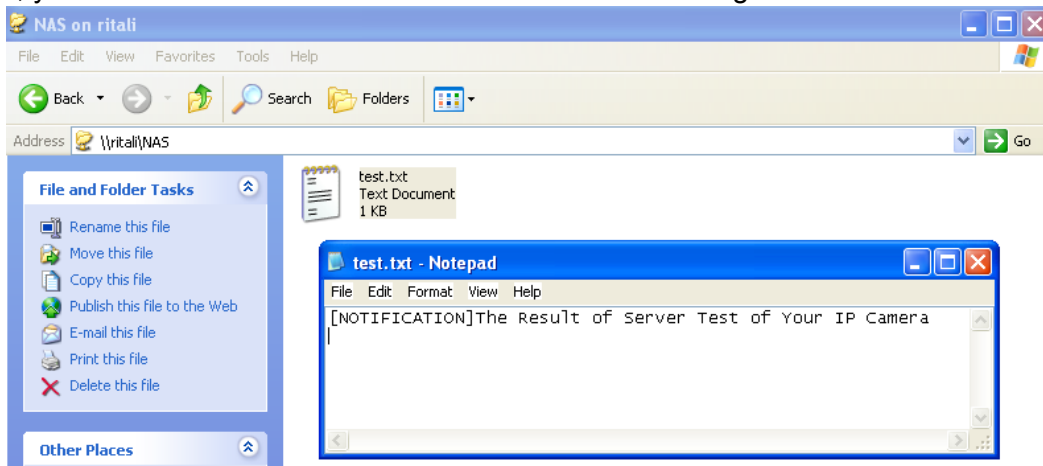 NAS on ritali
File Edit View Favorites Tools Help
Back Search Folders
Address \\ritali\NAS Go
File and Folder Tasks
Rename this file
Move this file
Copy this file
Publish this file to the Web
E-mail this file
Print this file
Delete this file
Other Places
test.txt
Text Document
1 KB
test.txt - Notepad
File Edit Format View Help
[NOTIFICATION]The Result of Server Test of Your IP Camera